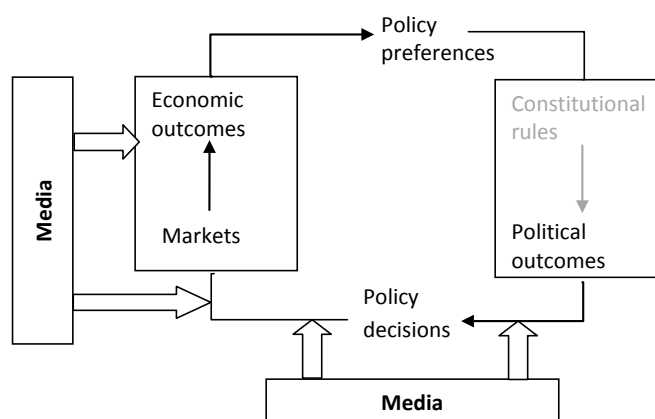 Policy
preferences
Economic
outcomes
Constitutional
rules
Media
Markets
Political
outcomes
Policy
decisions
Media